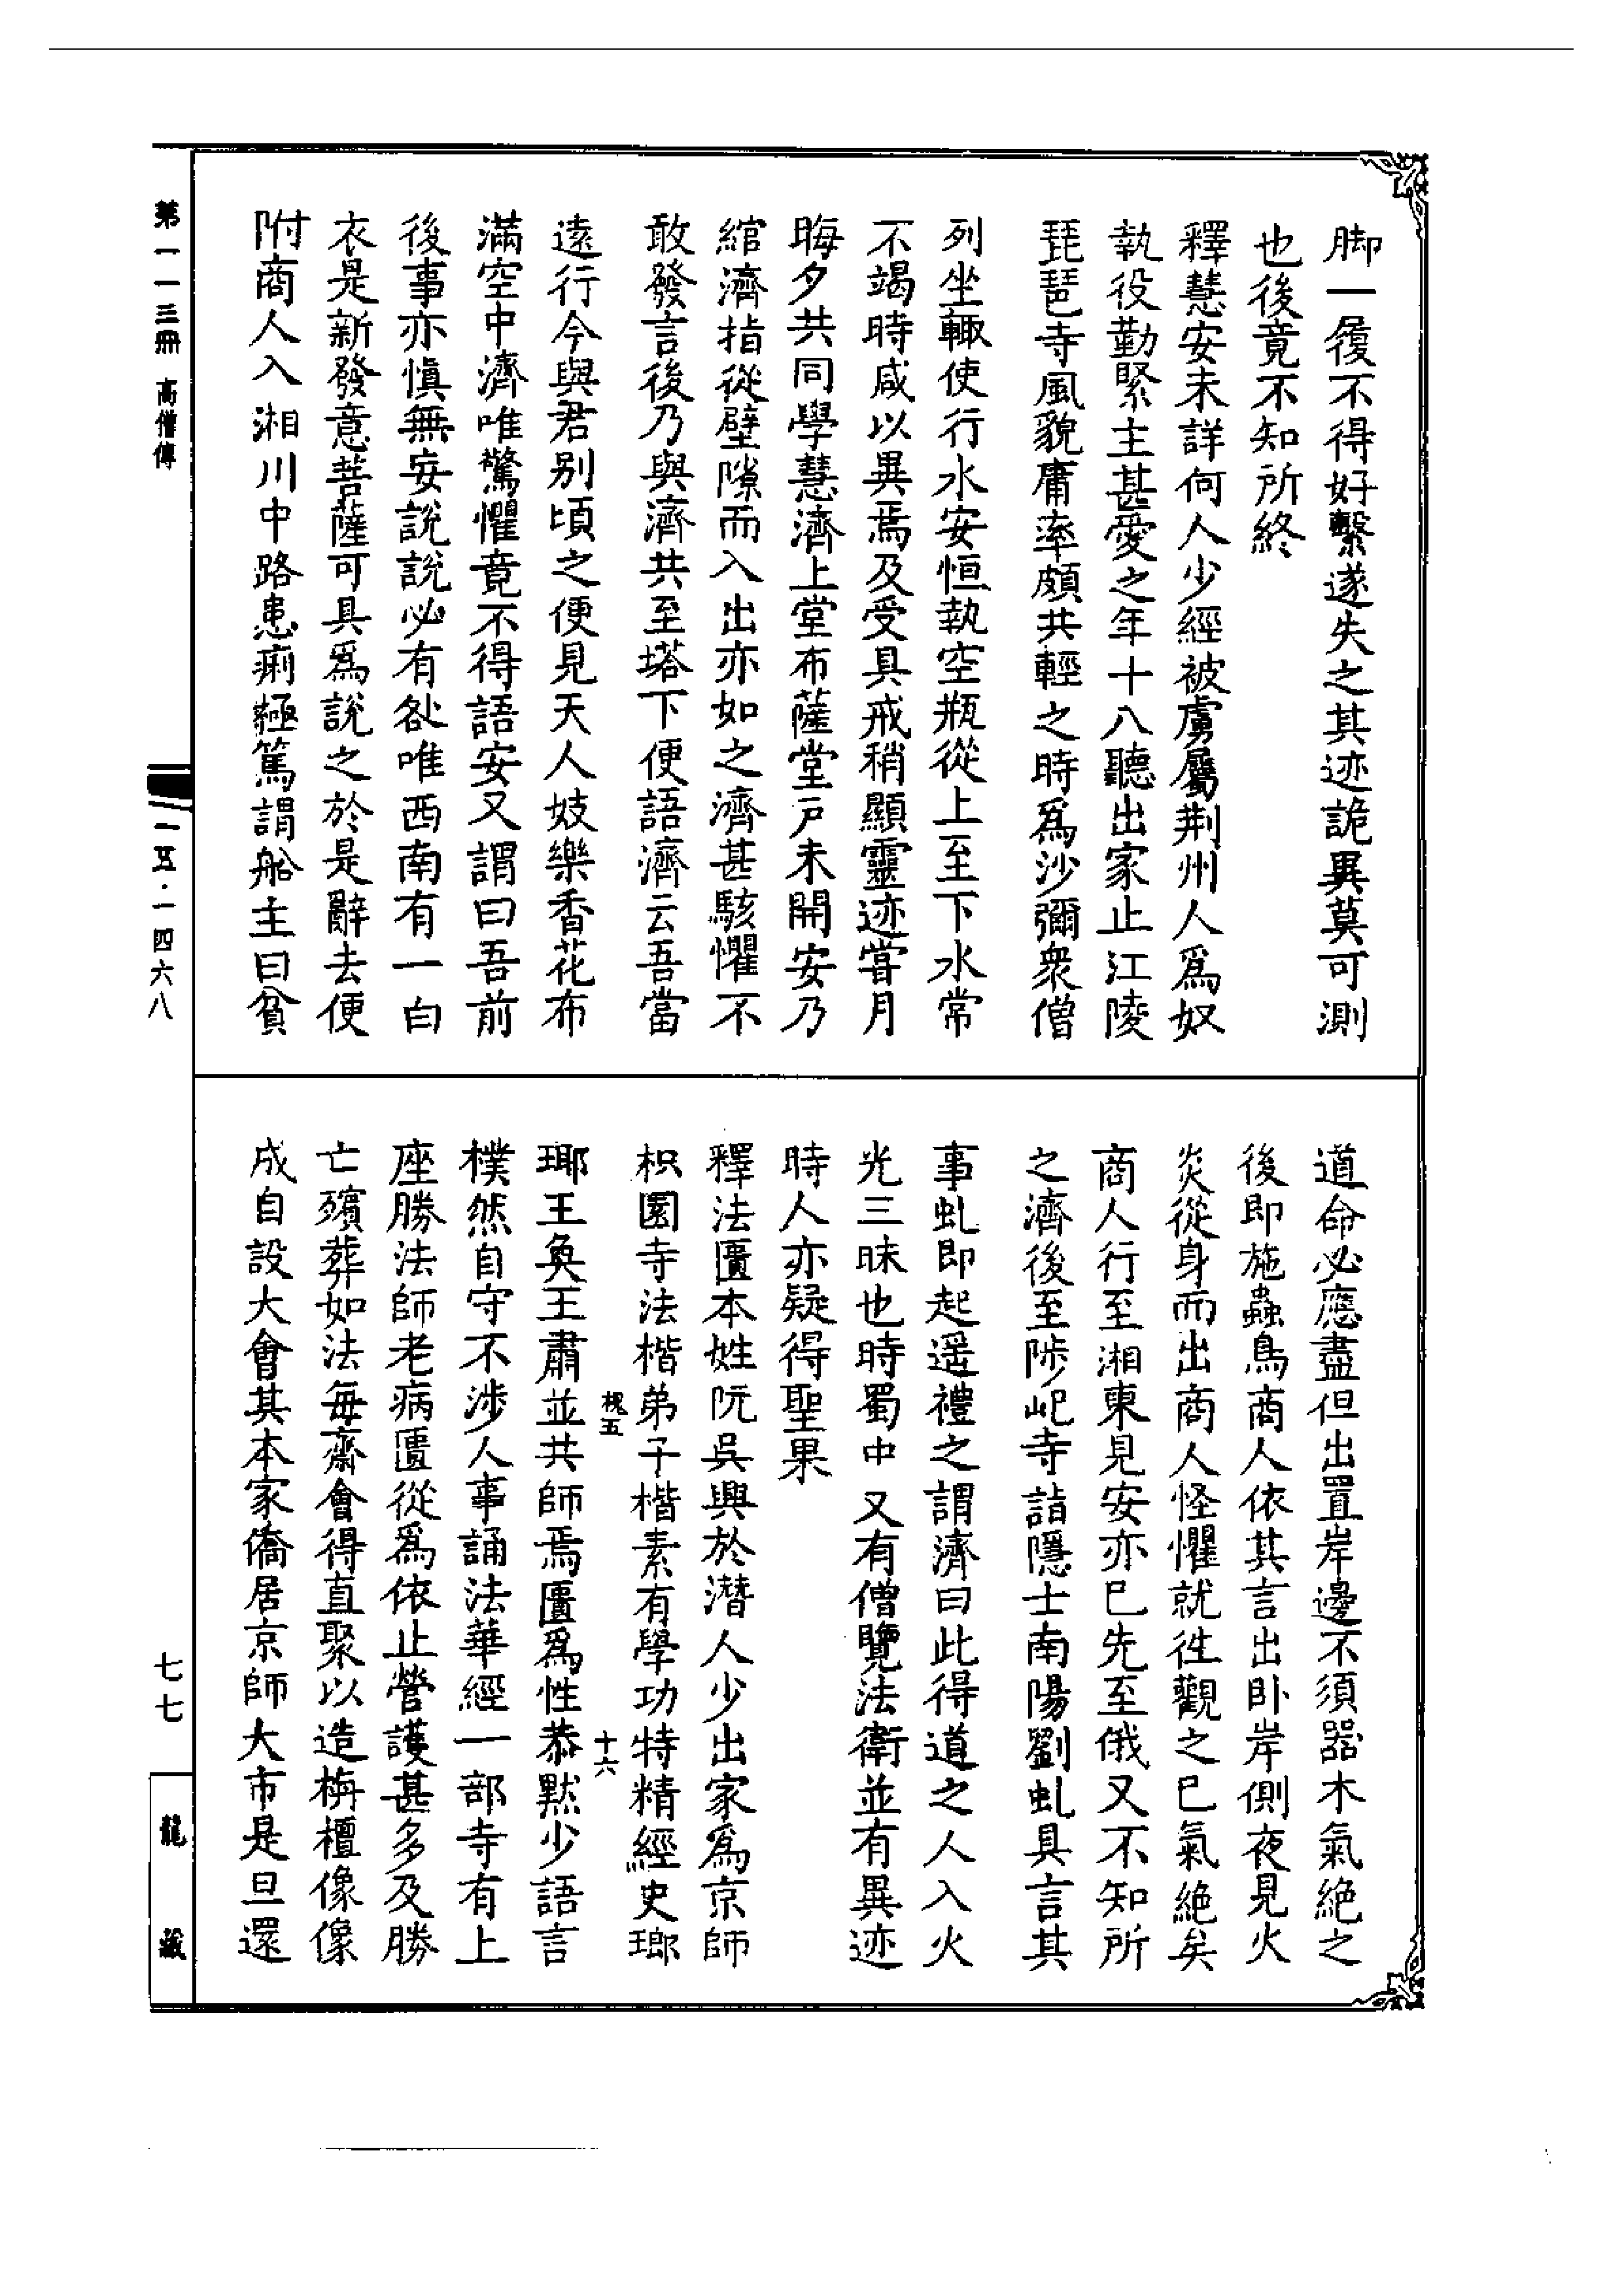 脚一履不得好繫遂失之其迹詭異莫可測
也後竟不知所終
釋慧安未詳何人少經被虜屬荆州人爲奴
執役勤緊主甚愛之年十八聽出家止江陵
琵琶寺風貌庸率頗共輕之時爲沙彌衆僧
列坐輙使行水安恒執空瓶從上至下水常
不竭時咸以異焉及受具戒稍顯靈迹甞月
晦夕共同學慧濟上堂布薩堂戸未開安乃
綰濟指從壁隙而入出亦如之濟甚駭懼不
敢發言後乃與濟共至塔下便語濟云吾當
遠行今與君别頃之便見天人妓樂香花布
滿空中濟唯驚懼竟不得語安又謂曰吾前
後事亦愼無妄說說必有咎唯西南有一白
衣是新發意菩薩可具爲說之於是辭去便
附商人入湘川中路患痢極篤謂船主曰貧
道命必應盡但出置岸邊不須器木氣絶之
後即施蟲鳥商人依其言出卧岸側夜見火
炎從身而出商人怪懼就徃觀之已氣絶矣
商人行至湘東見安亦已先至俄又不知所
之濟後至陟屺寺詣隱士南陽劉虬具言其
事虬即起遥禮之謂濟曰此得道之人入火
光三昧也時蜀中又有僧覽法衛並有異迹
時人亦疑得聖果
釋法匱本姓阮吳興於潛人少出家爲京師
枳園寺法楷弟子楷素有學功特精經史瑯
槐五
十六
琊王奐王肅並共師焉匱爲性恭默少語言
樸然自守不涉人事誦法華經一部寺有上
座勝法師老病匱從爲依止營護甚多及勝
亡殯葬如法每齋會得直聚以造栴檀像像
成自設大會其本家僑居京師大市是旦還
第一一三冊 高僧傳
一五·一四六八
七七
龍藏